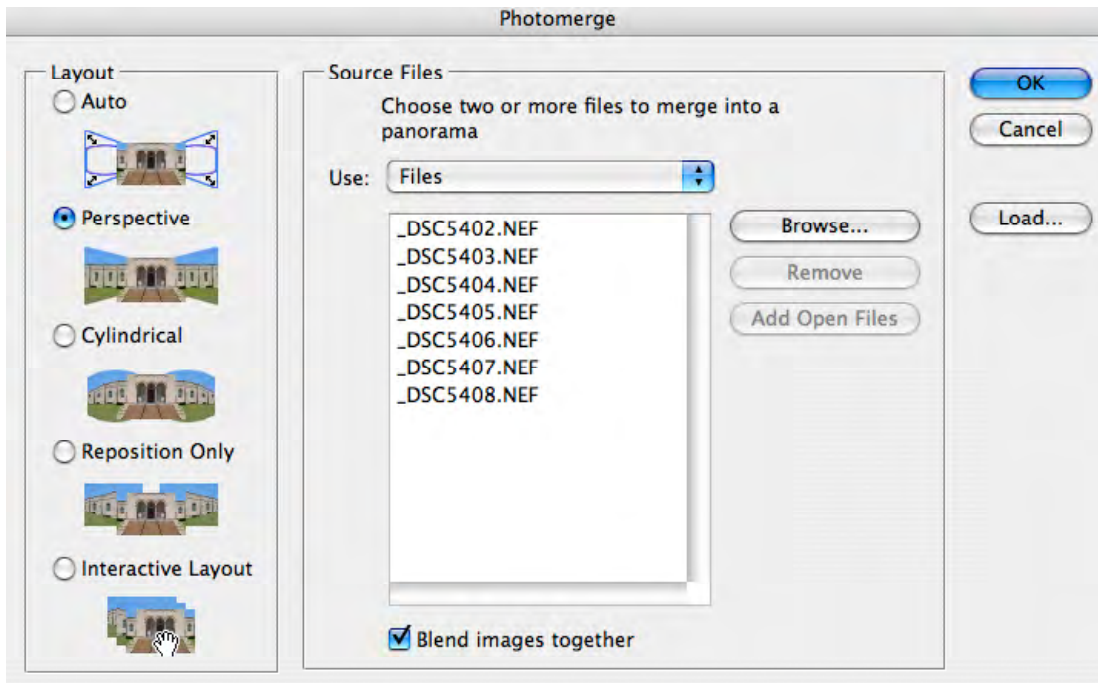 Photomerge
Layout
Auto
Perspective
Cylindrical
Reposition Only
Interactive Layout
Source Files
Choose two or more files to merge into a
panorama
Use: Files
_DSC5402.NEF
_DSC5403.NEF
_DSC5404.NEF
_DSC5405.NEF
_DSC5406.NEF
_DSC5407.NEF
_DSC5408.NEF
Browse...
Remove
Add Open Files
Blend images together
OK
Cancel
Load...